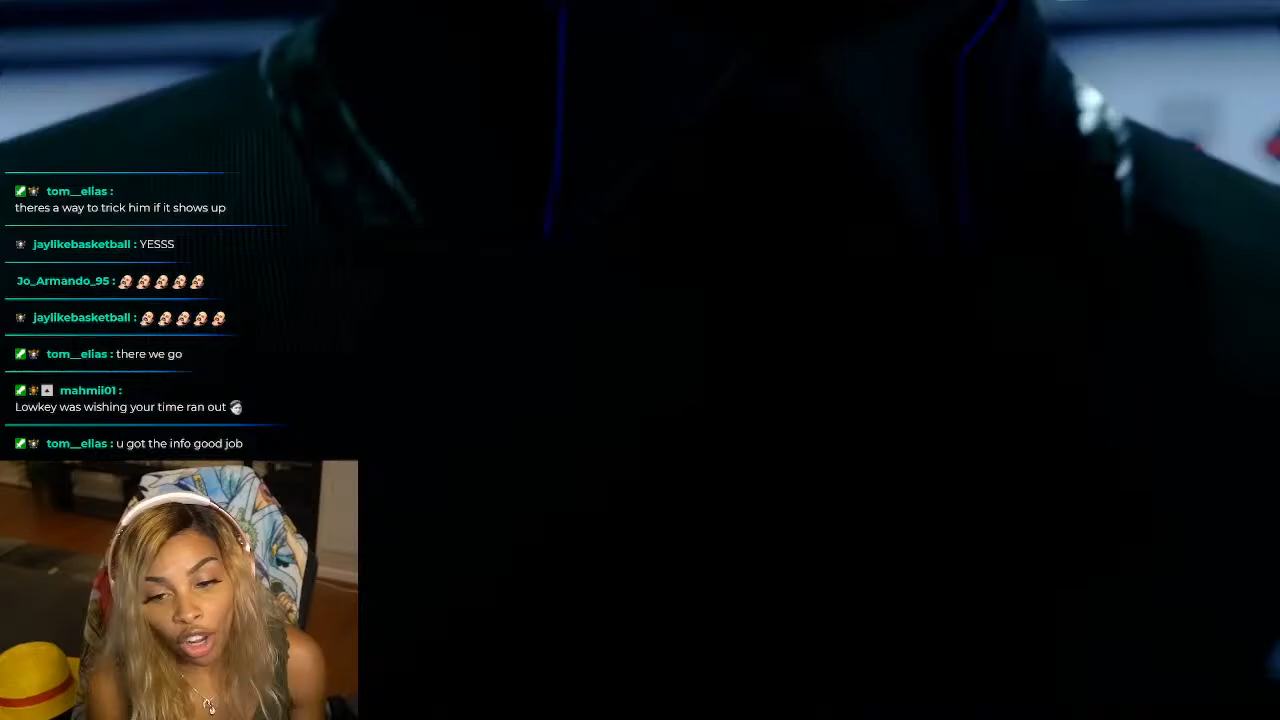 tom__elias :
theres a way to trick him if it shows up
jaylikebasketball : YESSS
Jo_Armando_95 :
jaylikebasketball :
tom__elias : there we go
mahmii01 :
Lowkey was wishing your time ran out
tom__elias : u got the info good job